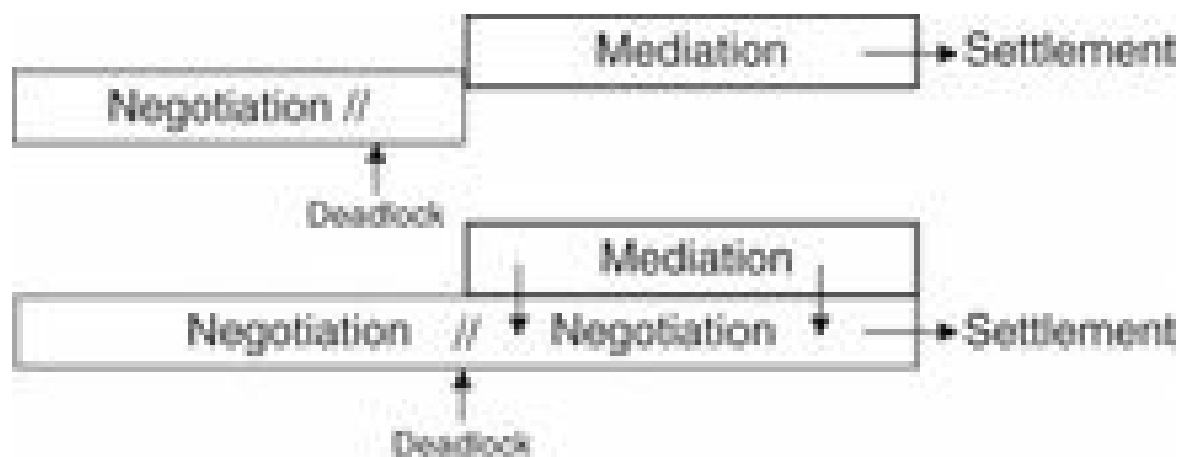 Mediation
Settlement
Negotiation //
Deadlock
Mediation
Negotiation // Negotiation
Settlement
Deadlock